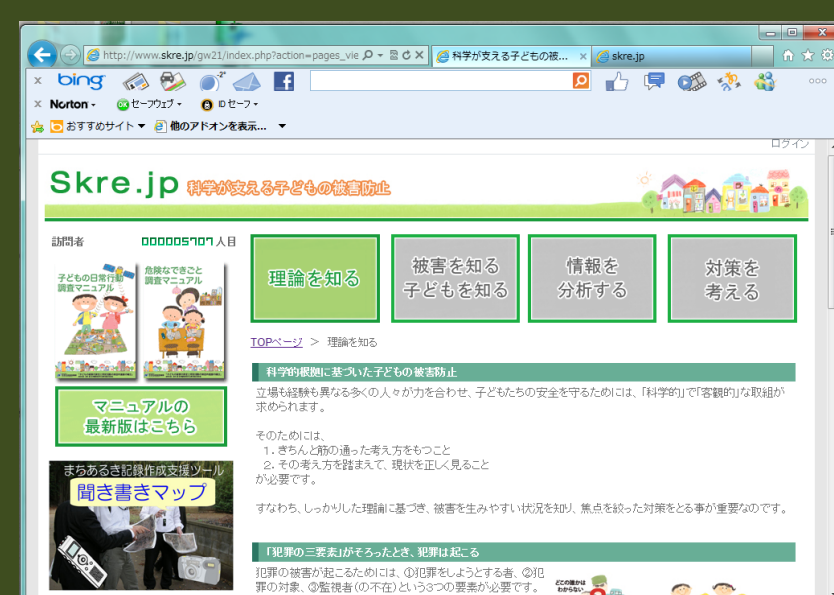 http://www.skre.jp/gw21/index.php?action=pages_vie
科学が支える子どもの被...
skre.jp
bing
Norton
セーフウェブ
ID セーフ
おすすめサイト
他のアドオンを表示...
ログイン
Skre.jp 科学が支える子どもの被害防止
訪問者 000005707 人目
子どもの日常行動
調査マニュアル
危険なできごと
調査マニュアル
理論を知る
被害を知る
子どもを知る
情報を
分析する
対策を
考える
TOPページ > 理論を知る
マニュアルの
最新版はこちら
まちあるき記録作成支援ツール
聞き書きマップ
科学的根拠に基づいた子どもの被害防止
立場も経験も異なる多くの人々が力を合わせ、子どもたちの安全を守るためには、「科学的」で「客観的」な取組が
求められます。
そのためには、
1. きちんと筋の通った考え方をもつこと
2. その考え方を踏まえて、現状を正しく見ること
が必要です。
すなわち、しっかりした理論に基づき、被害を生みやすい状況を知り、焦点を絞った対策をとる事が重要なのです。
「犯罪の三要素」がそろったとき、犯罪は起こる
犯罪の被害が起こるためには、①犯罪をしようとする者、②犯
罪の対象、③監視者(の不在)という3つの要素が必要です。
どこの誰かは
わからない